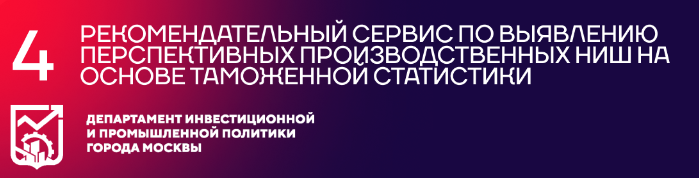 4
РЕКОМЕНДАТЕЛЬНЫЙ СЕРВИС ПО ВЫЯВЛЕНИЮ
ПЕРСПЕКТИВНЫХ ПРОИЗВОДСТВЕННЫХ НИШ НА
ОСНОВЕ ТАМОЖЕННОЙ СТАТИСТИКИ
ДЕПАРТАМЕНТ ИНВЕСТИЦИОННОЙ
И ПРОМЫШЛЕННОЙ ПОЛИТИКИ
ГОРОДА МОСКВЫ